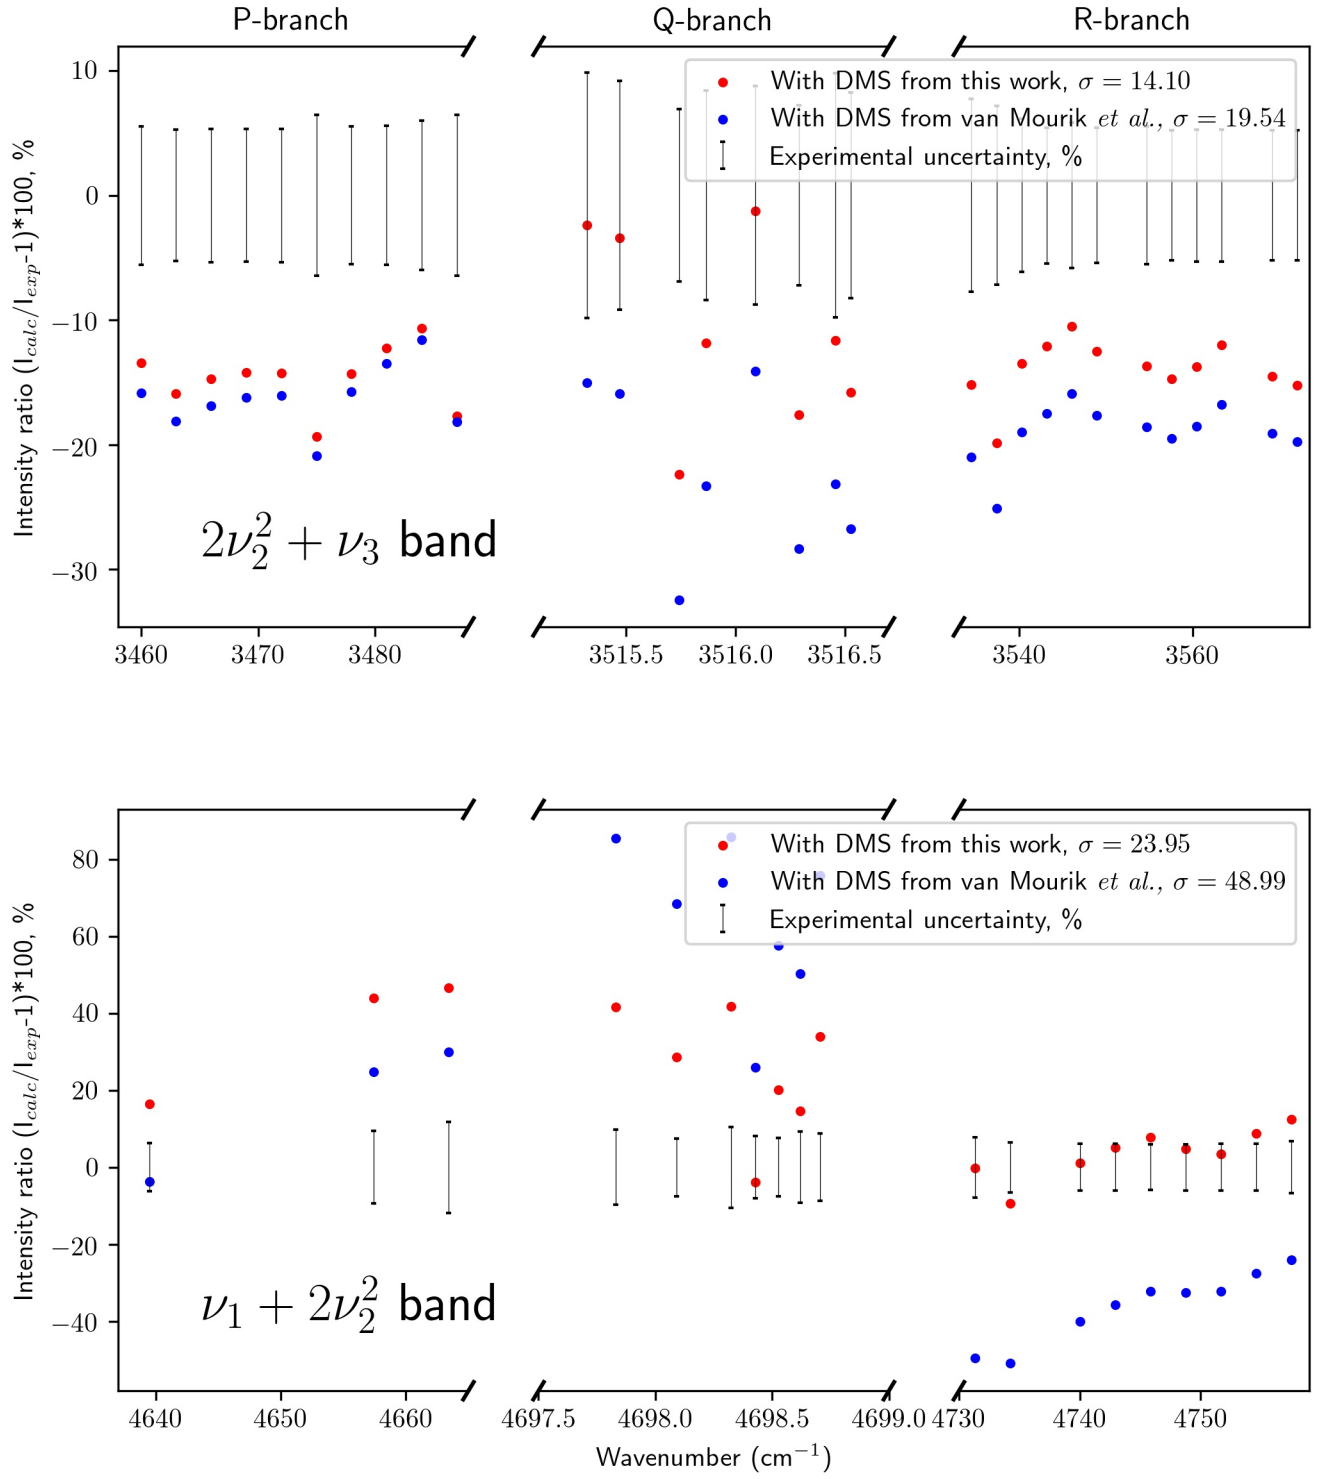 P-branch Q-branch R-branch
With DMS from this work, σ = 14.10
With DMS from van Mourik et al., σ = 19.54
Experimental uncertainty, %
10
0
−10
−20
−30
Intensity ratio (I_calc/I_exp-1)*100, %
2ν₂² + ν₃ band
3460 3470 3480 3515.5 3516.0 3516.5 3540 3560
With DMS from this work, σ = 23.95
With DMS from van Mourik et al., σ = 48.99
Experimental uncertainty, %
80
60
40
20
0
−20
−40
Intensity ratio (I_calc/I_exp-1)*100, %
ν₁ + 2ν₂² band
4640 4650 4660 4697.5 4698.0 4698.5 4699.0 4730 4740 4750
Wavenumber (cm⁻¹)